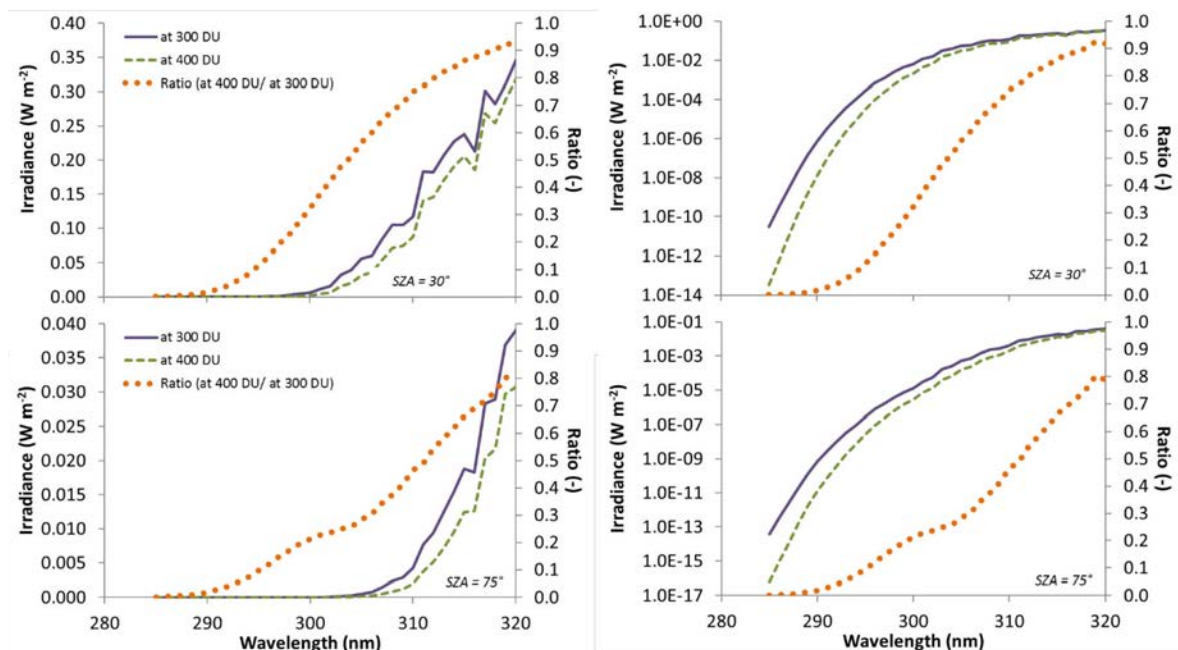 0.40
0.35
0.30
0.25
0.20
0.15
0.10
0.05
0.00
Irradiance (W m-2)
at 300 DU
at 400 DU
Ratio (at 400 DU/ at 300 DU)
SZA = 30°
1.0
0.9
0.8
0.7
0.6
0.5
0.4
0.3
0.2
0.1
0.0
Ratio (-)
1.0E+00
1.0E-02
1.0E-04
1.0E-06
1.0E-08
1.0E-10
1.0E-12
1.0E-14
Irradiance (W m-2)
SZA = 30°
1.0
0.9
0.8
0.7
0.6
0.5
0.4
0.3
0.2
0.1
0.0
Ratio (-)
0.040
0.035
0.030
0.025
0.020
0.015
0.010
0.005
0.000
Irradiance (W m-2)
at 300 DU
at 400 DU
Ratio (at 400 DU/ at 300 DU)
SZA = 75°
1.0
0.9
0.8
0.7
0.6
0.5
0.4
0.3
0.2
0.1
0.0
Ratio (-)
280 290 300 310 320
Wavelength (nm)
1.0E-01
1.0E-03
1.0E-05
1.0E-07
1.0E-09
1.0E-11
1.0E-13
1.0E-15
1.0E-17
Irradiance (W m-2)
SZA = 75°
1.0
0.9
0.8
0.7
0.6
0.5
0.4
0.3
0.2
0.1
0.0
Ratio (-)
280 290 300 310 320
Wavelength (nm)